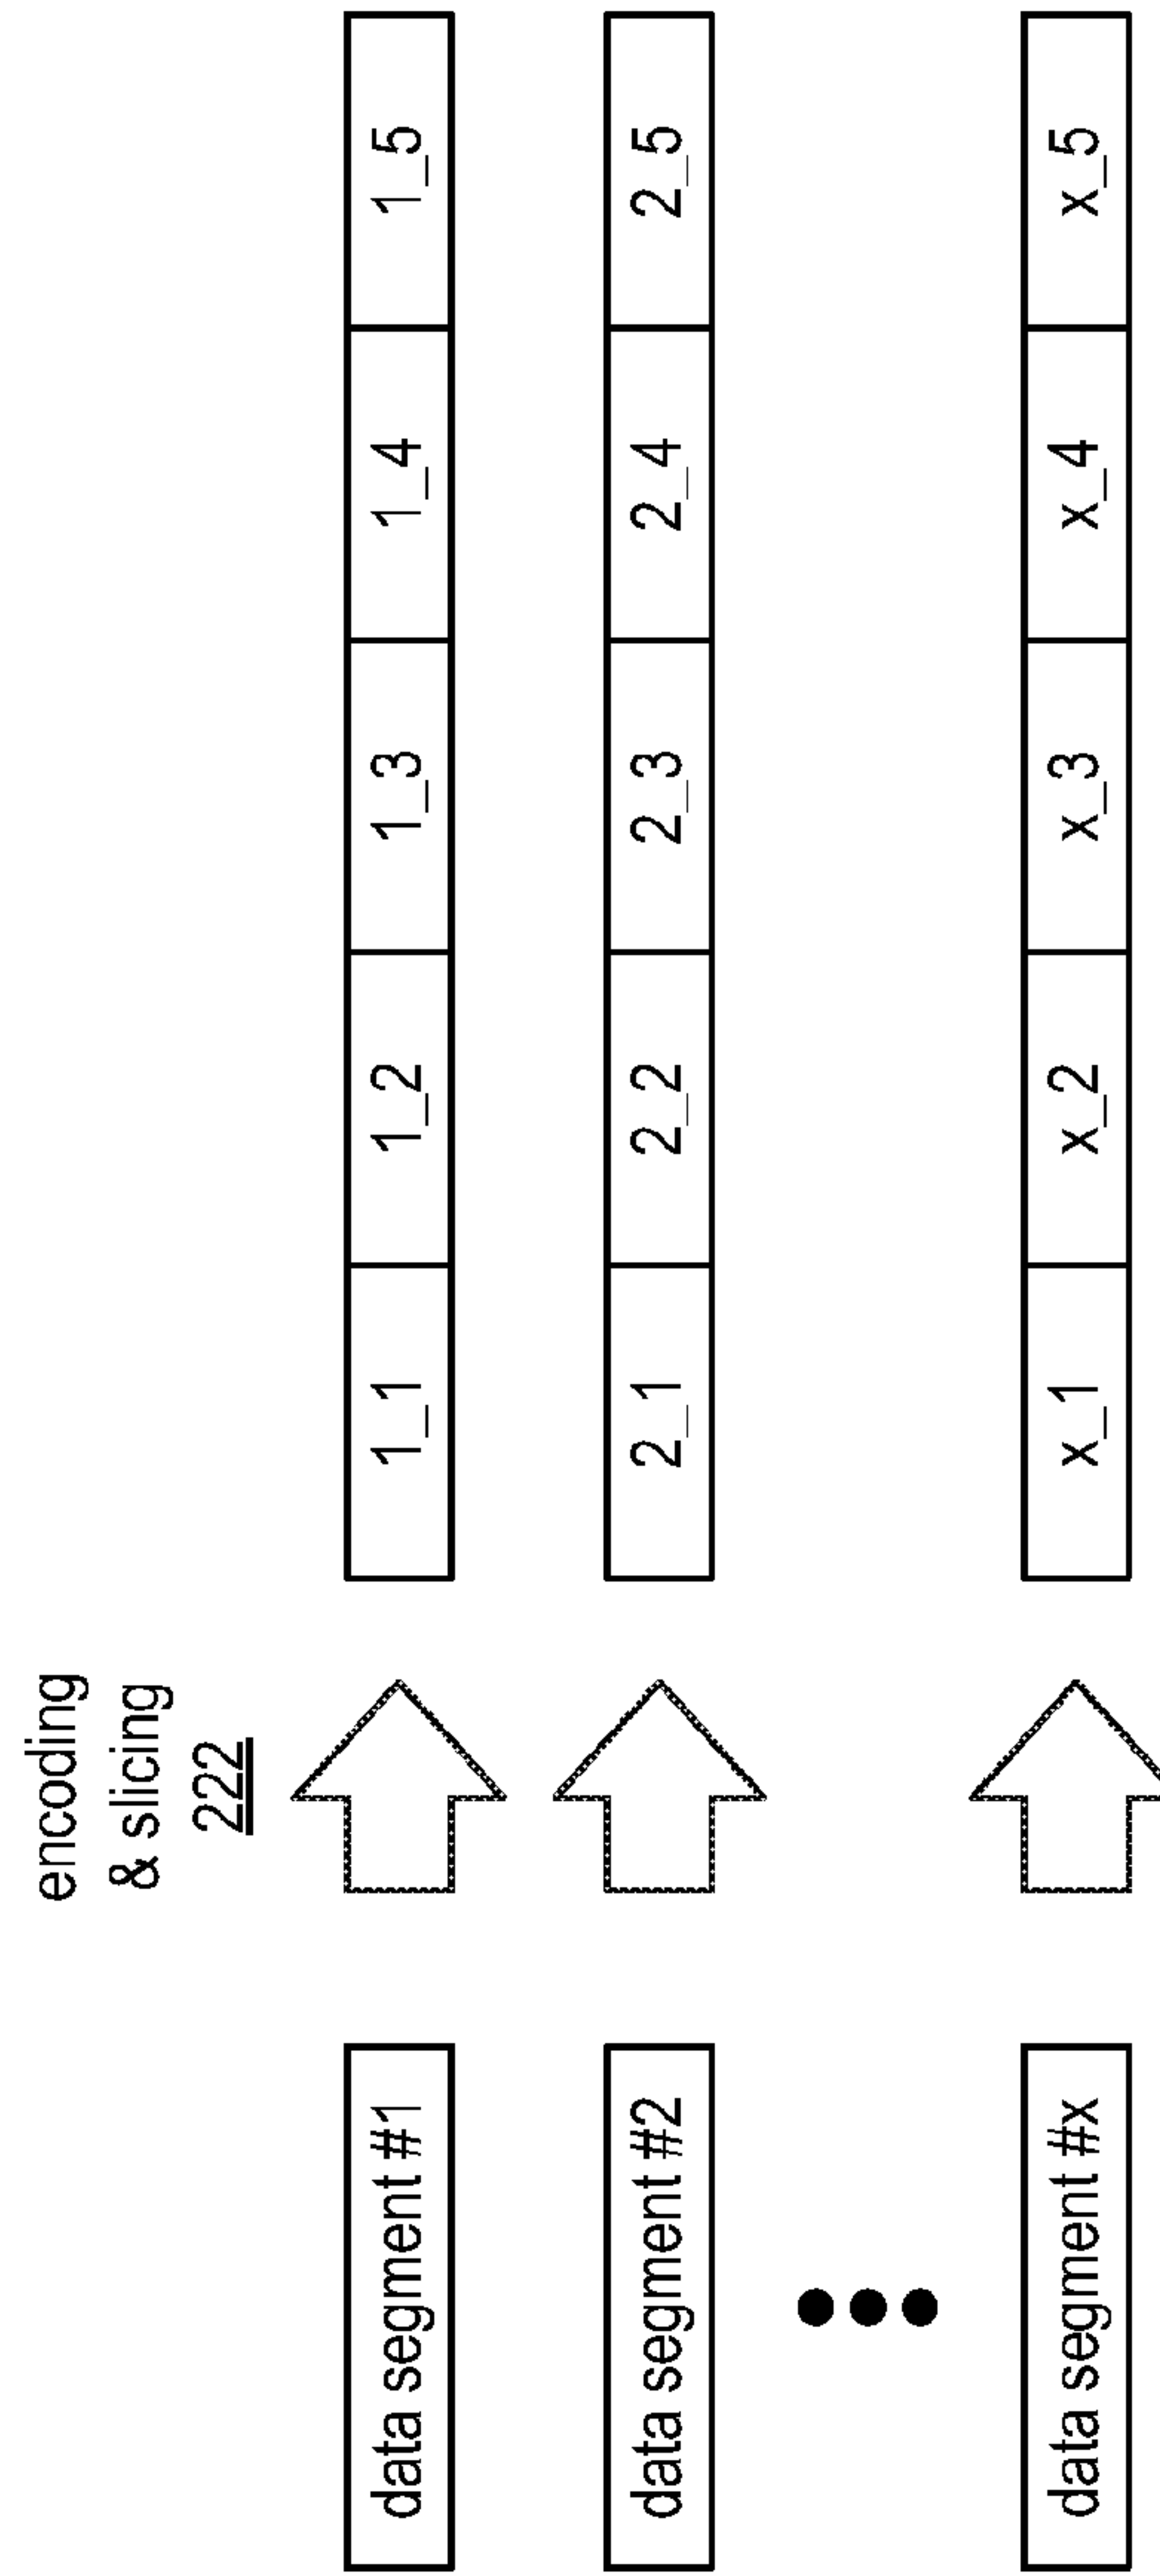 encoding
& slicing
222
data segment #1
1_1 1_2 1_3 1_4 1_5
data segment #2
2_1 2_2 2_3 2_4 2_5
data segment #x
x_1 x_2 x_3 x_4 x_5